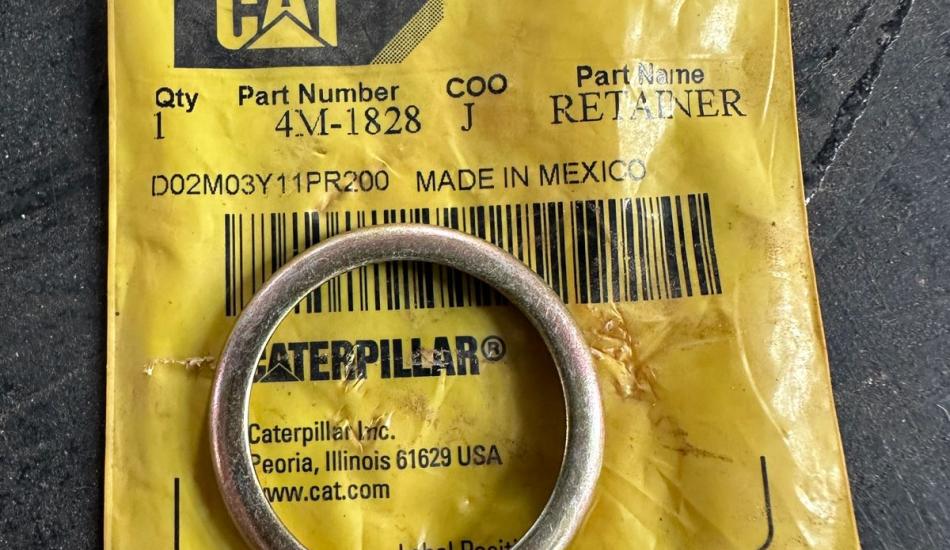 CAT
Qty Part Number COO Part Name
1 4M-1828 J RETAINER
D02M03Y11PR200 MADE IN MEXICO
CATERPILLAR®
Caterpillar Inc.
Peoria, Illinois 61629 USA
www.cat.com
Label